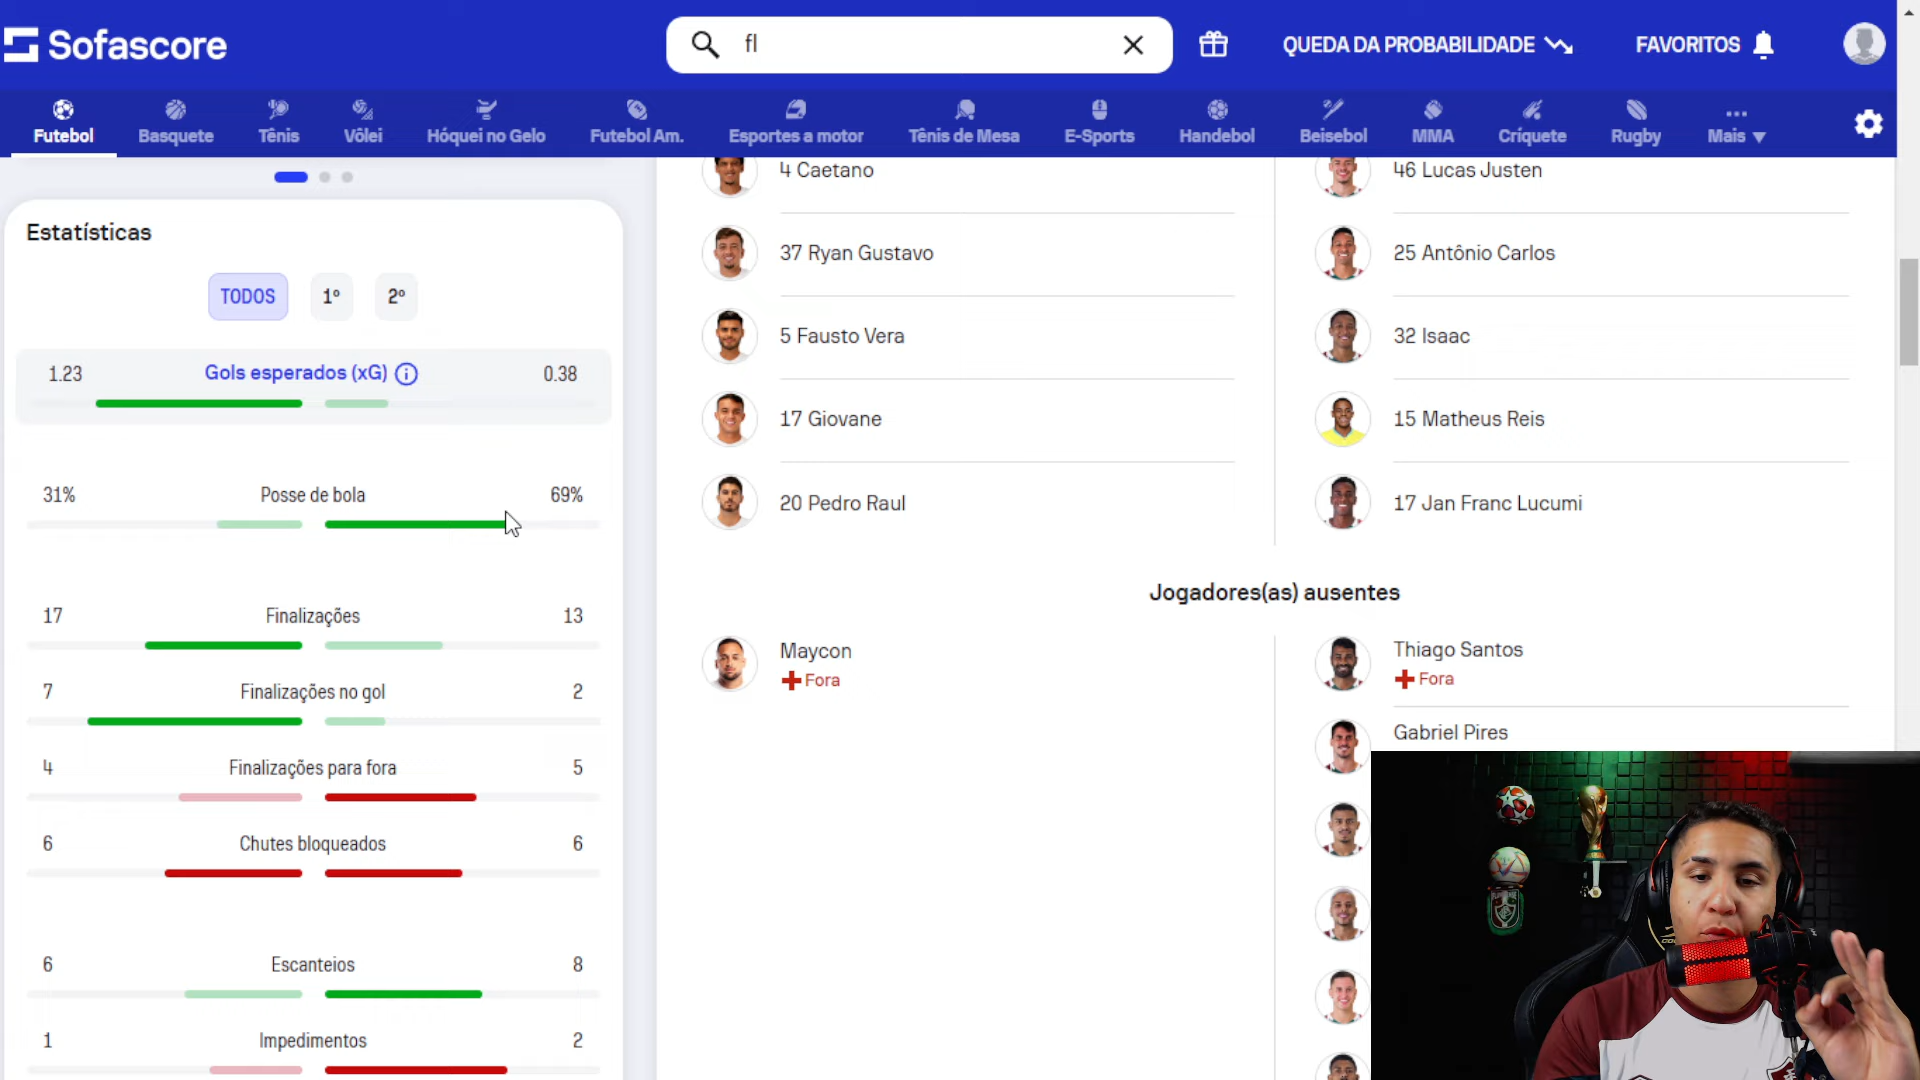 Sofascore
fl
QUEDA DA PROBABILIDADE
FAVORITOS
Futebol
Basquete
Tênis
Vôlei
Hóquei no Gelo
Futebol Am.
Esportes a motor
Tênis de Mesa
E-Sports
Handebol
Beisebol
MMA
Críquete
Rugby
Mais
Estatísticas
TODOS
1º
2º
1.23 Gols esperados (xG) 0.38
31% Posse de bola 69%
17 Finalizações 13
7 Finalizações no gol 2
4 Finalizações para fora 5
6 Chutes bloqueados 6
6 Escanteios 8
1 Impedimentos 2
4 Caetano
37 Ryan Gustavo
5 Fausto Vera
17 Giovane
20 Pedro Raul
46 Lucas Justen
25 Antônio Carlos
32 Isaac
15 Matheus Reis
17 Jan Franc Lucumi
Jogadores(as) ausentes
Maycon
Fora
Thiago Santos
Fora
Gabriel Pires